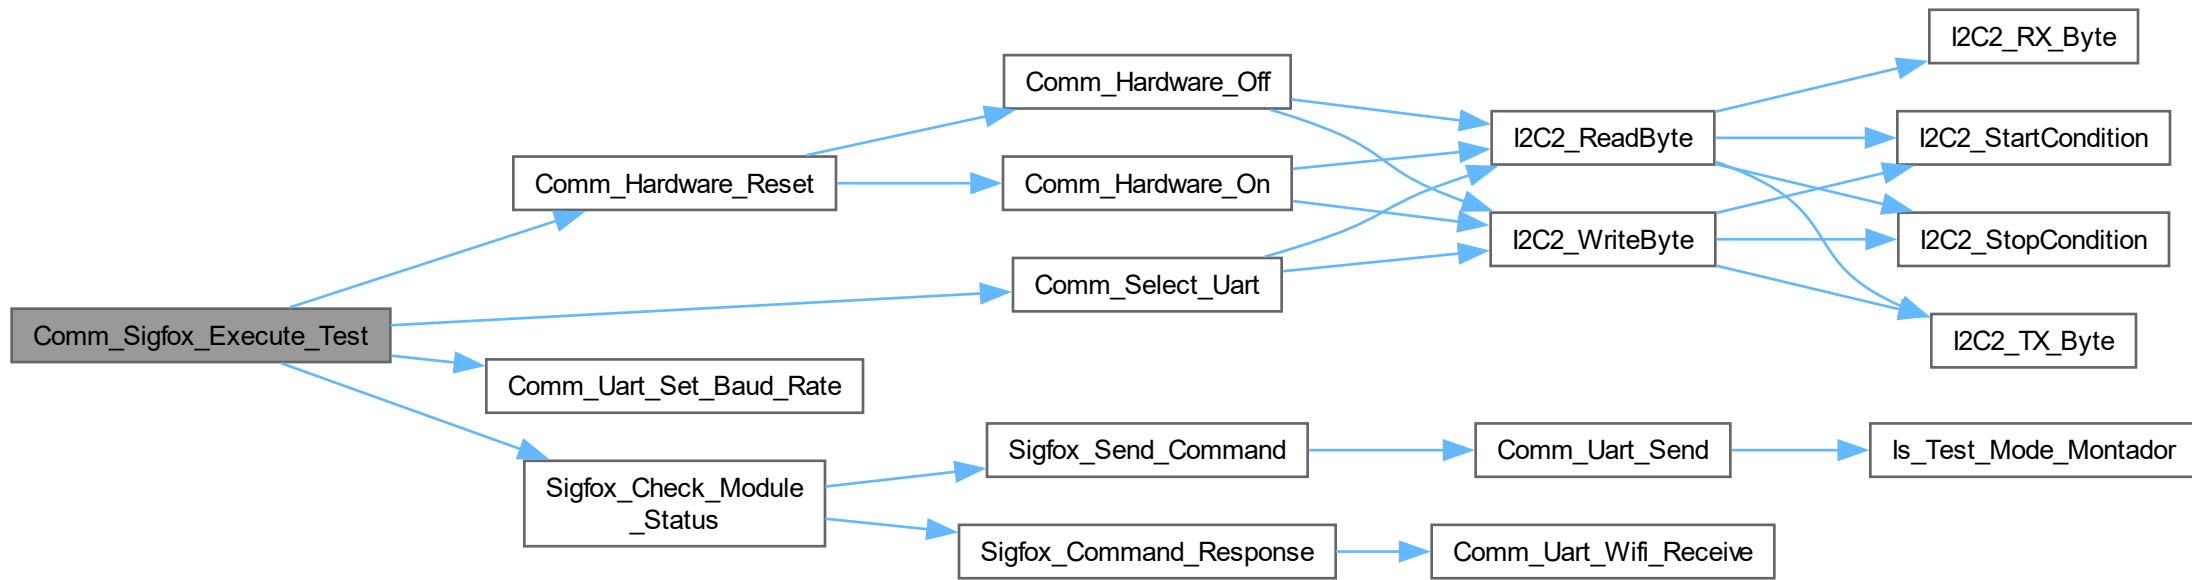 Comm_Sigfox_Execute_Test
Comm_Hardware_Reset
Comm_Hardware_Off
I2C2_ReadByte
I2C2_RX_Byte
I2C2_StartCondition
I2C2_StopCondition
I2C2_TX_Byte
I2C2_WriteByte
Comm_Hardware_On
Comm_Select_Uart
Comm_Uart_Set_Baud_Rate
Sigfox_Check_Module
_Status
Sigfox_Send_Command
Comm_Uart_Send
Is_Test_Mode_Montador
Sigfox_Command_Response
Comm_Uart_Wifi_Receive